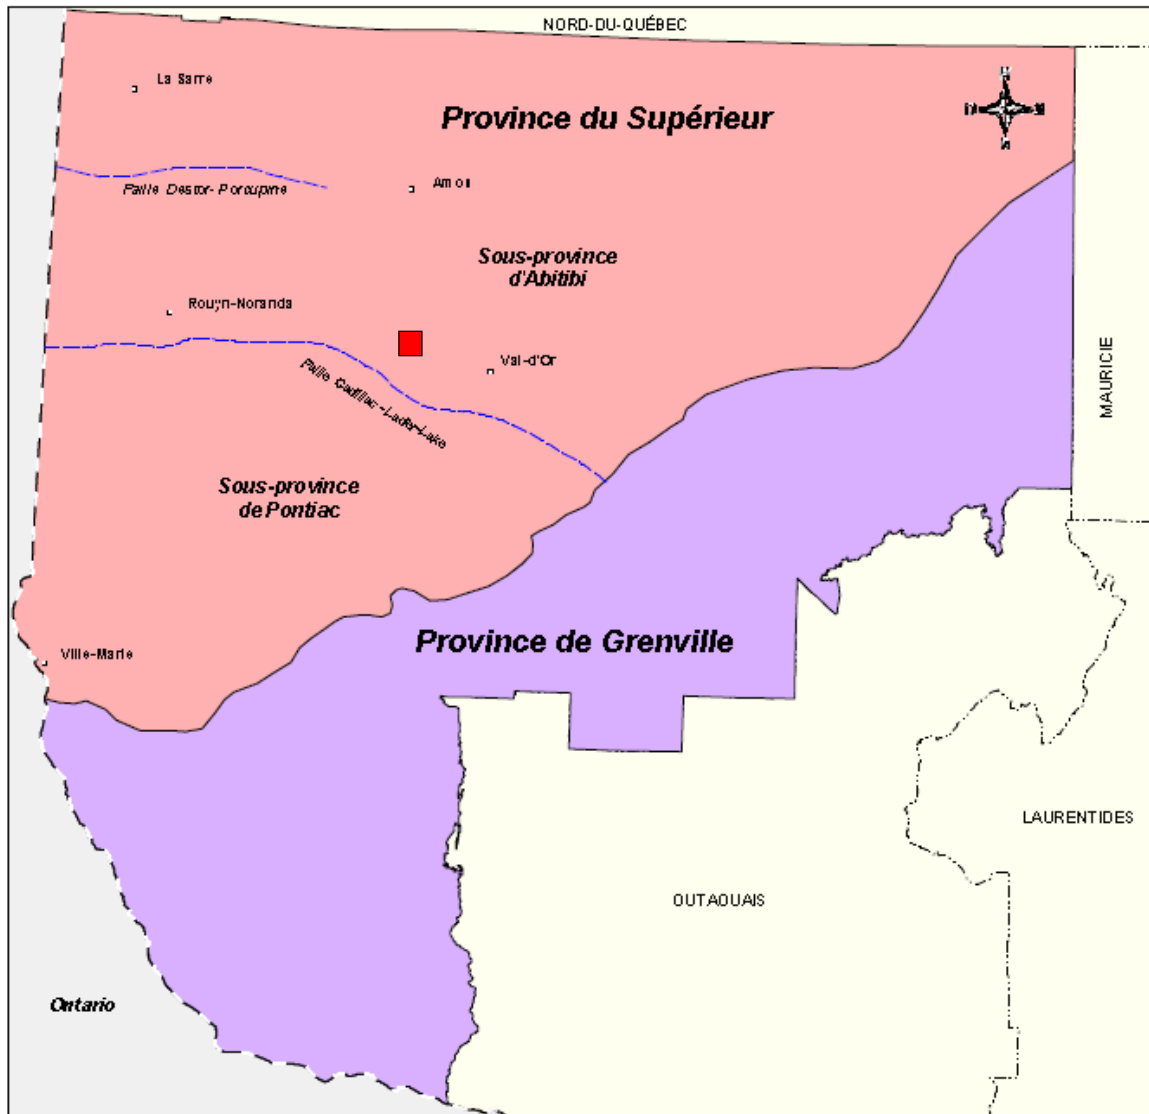 NORD-DU-QUÉBEC
La Sarre
Province du Supérieur
Faille Destor-Porcupine
Amos
Sous-province
d'Abitibi
Rouyn-Noranda
Val-d'Or
MAURICIE
Faille Cadillac-Lader-Lake
Sous-province
de Pontiac
Province de Grenville
Ville-Marie
LAURENTIDES
OUTAOUAIS
Ontario